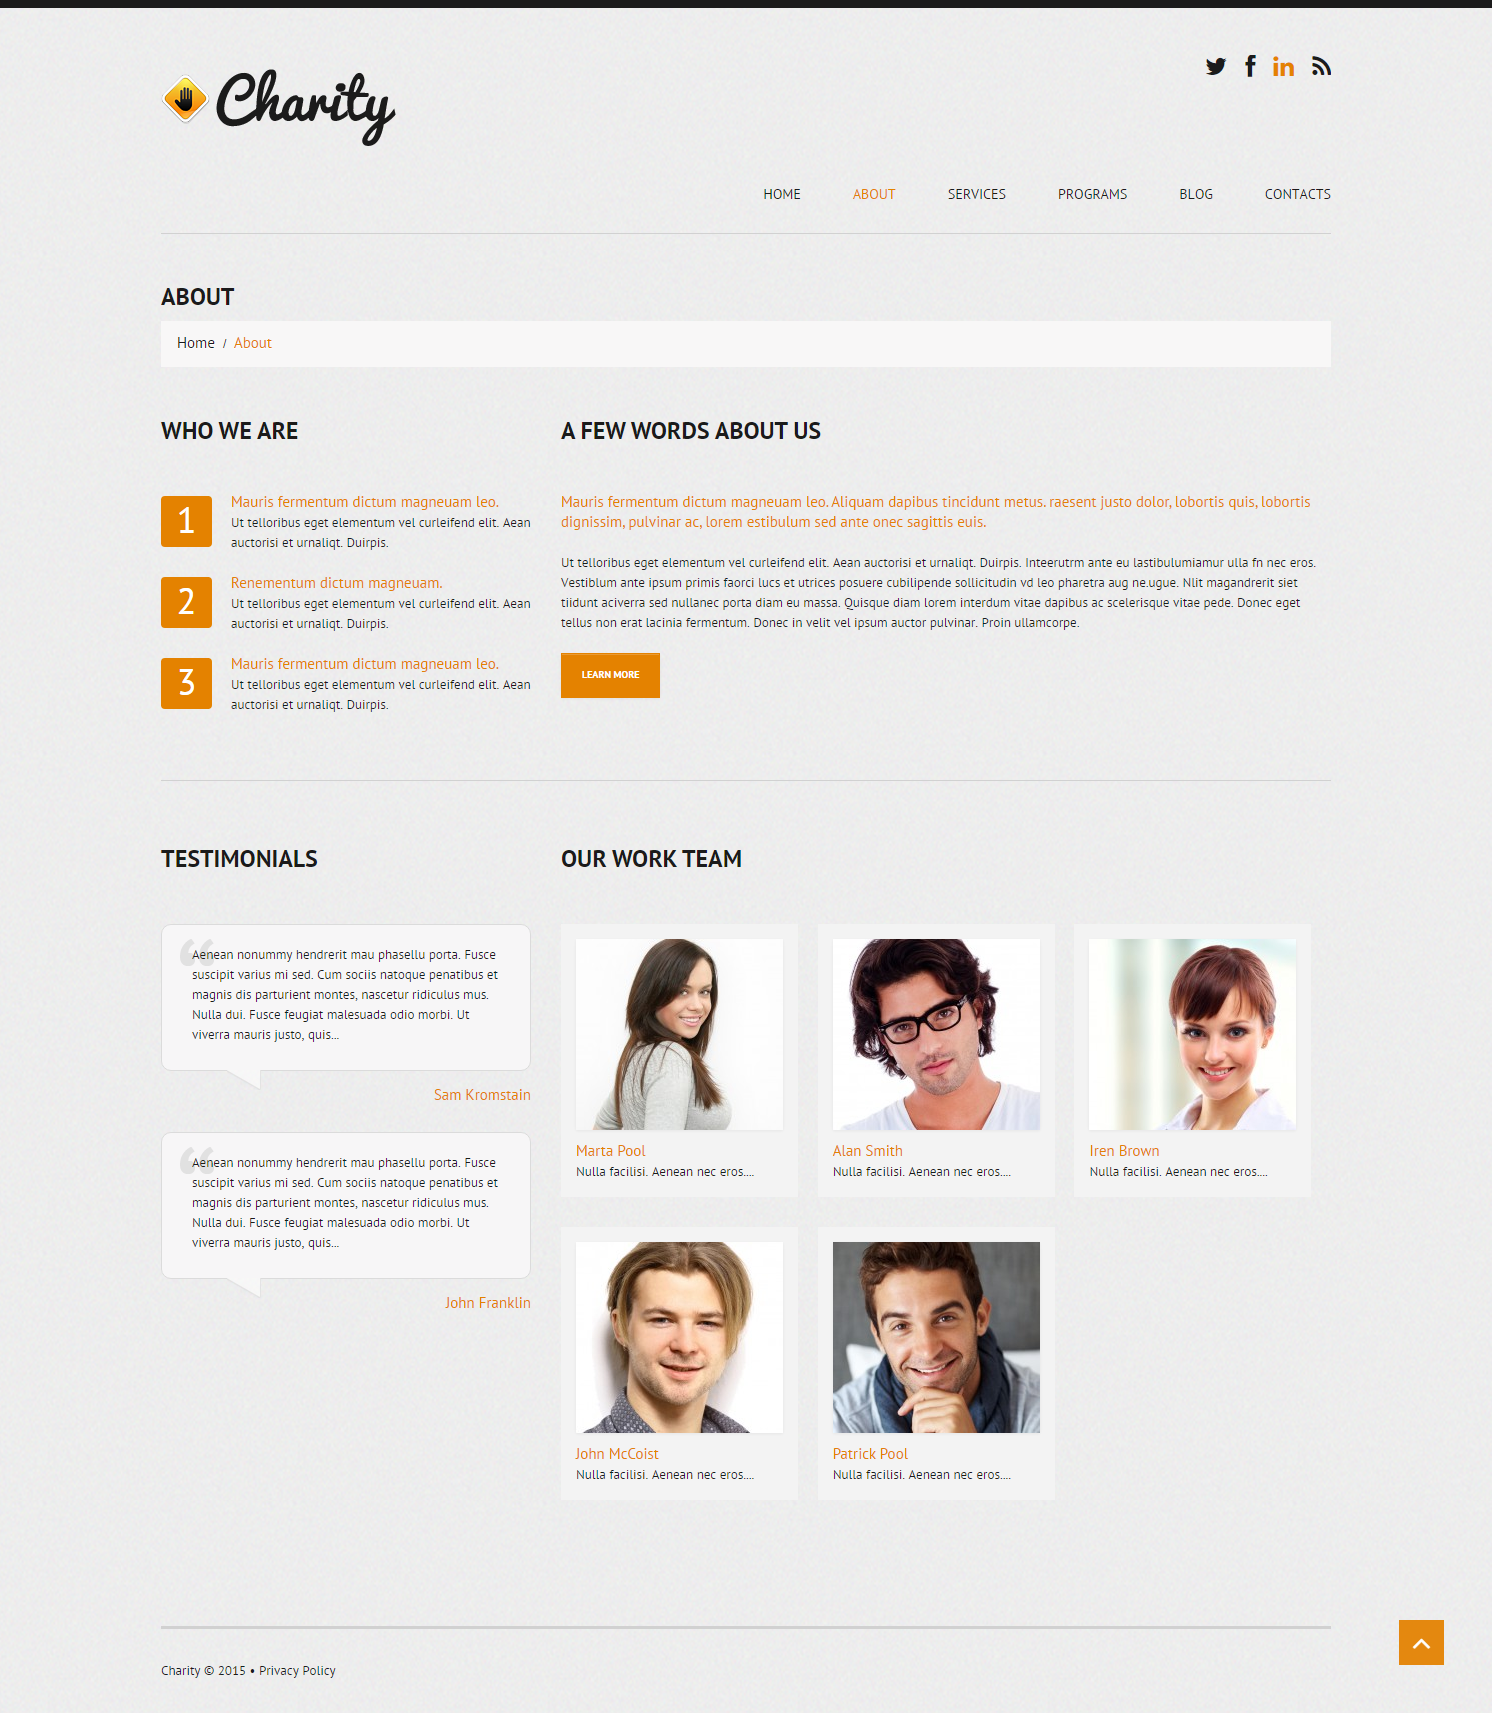 Charity
HOME ABOUT SERVICES PROGRAMS BLOG CONTACTS
ABOUT
Home / About
WHO WE ARE
1
Mauris fermentum dictum magneuam leo.
Ut telloribus eget elementum vel curleifend elit. Aean
auctorisi et urnaliqt. Duirpis.
2
Renementum dictum magneuam.
Ut telloribus eget elementum vel curleifend elit. Aean
auctorisi et urnaliqt. Duirpis.
3
Mauris fermentum dictum magneuam leo.
Ut telloribus eget elementum vel curleifend elit. Aean
auctorisi et urnaliqt. Duirpis.
A FEW WORDS ABOUT US
Mauris fermentum dictum magneuam leo. Aliquam dapibus tincidunt metus. raesent justo dolor, lobortis quis, lobortis
dignissim, pulvinar ac, lorem estibulum sed ante onec sagittis euis.
Ut telloribus eget elementum vel curleifend elit. Aean auctorisi et urnaliqt. Duirpis. Inteerutrm ante eu lastibulumiamur ulla fn nec eros.
Vestiblum ante ipsum primis faorci lucs et utrices posuere cubilipende sollicitudin vd leo pharetra aug ne.ugue. Nlit magandrerit siet
tiidunt aciverra sed nullanec porta diam eu massa. Quisque diam lorem interdum vitae dapibus ac scelerisque vitae pede. Donec eget
tellus non erat lacinia fermentum. Donec in velit vel ipsum auctor pulvinar. Proin ullamcorpe.
LEARN MORE
TESTIMONIALS
“
Aenean nonummy hendrerit mau phasellu porta. Fusce
suscipit varius mi sed. Cum sociis natoque penatibus et
magnis dis parturient montes, nascetur ridiculus mus.
Nulla dui. Fusce feugiat malesuada odio morbi. Ut
viverra mauris justo, quis...
Sam Kromstain
“
Aenean nonummy hendrerit mau phasellu porta. Fusce
suscipit varius mi sed. Cum sociis natoque penatibus et
magnis dis parturient montes, nascetur ridiculus mus.
Nulla dui. Fusce feugiat malesuada odio morbi. Ut
viverra mauris justo, quis...
John Franklin
OUR WORK TEAM
Marta Pool
Nulla facilisi. Aenean nec eros....
Alan Smith
Nulla facilisi. Aenean nec eros....
Iren Brown
Nulla facilisi. Aenean nec eros....
John McCoist
Nulla facilisi. Aenean nec eros....
Patrick Pool
Nulla facilisi. Aenean nec eros....
Charity © 2015 • Privacy Policy